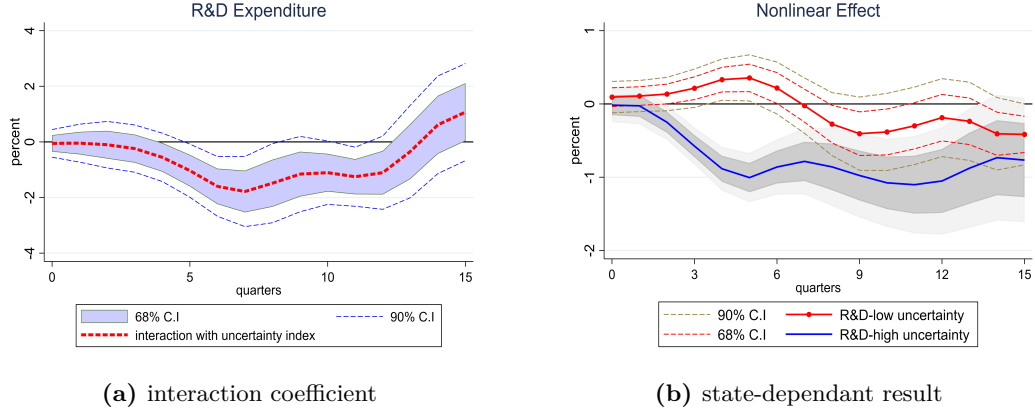 R&D Expenditure
4
2
0
-2
-4
percent
0
5
10
15
quarters
68% C.I
90% C.I
interaction with uncertainty index
(a) interaction coefficient
Nonlinear Effect
1
0
-1
-2
percent
0
3
6
9
12
15
quarters
90% C.I
R&D-low uncertainty
68% C.I
R&D-high uncertainty
(b) state-dependant result